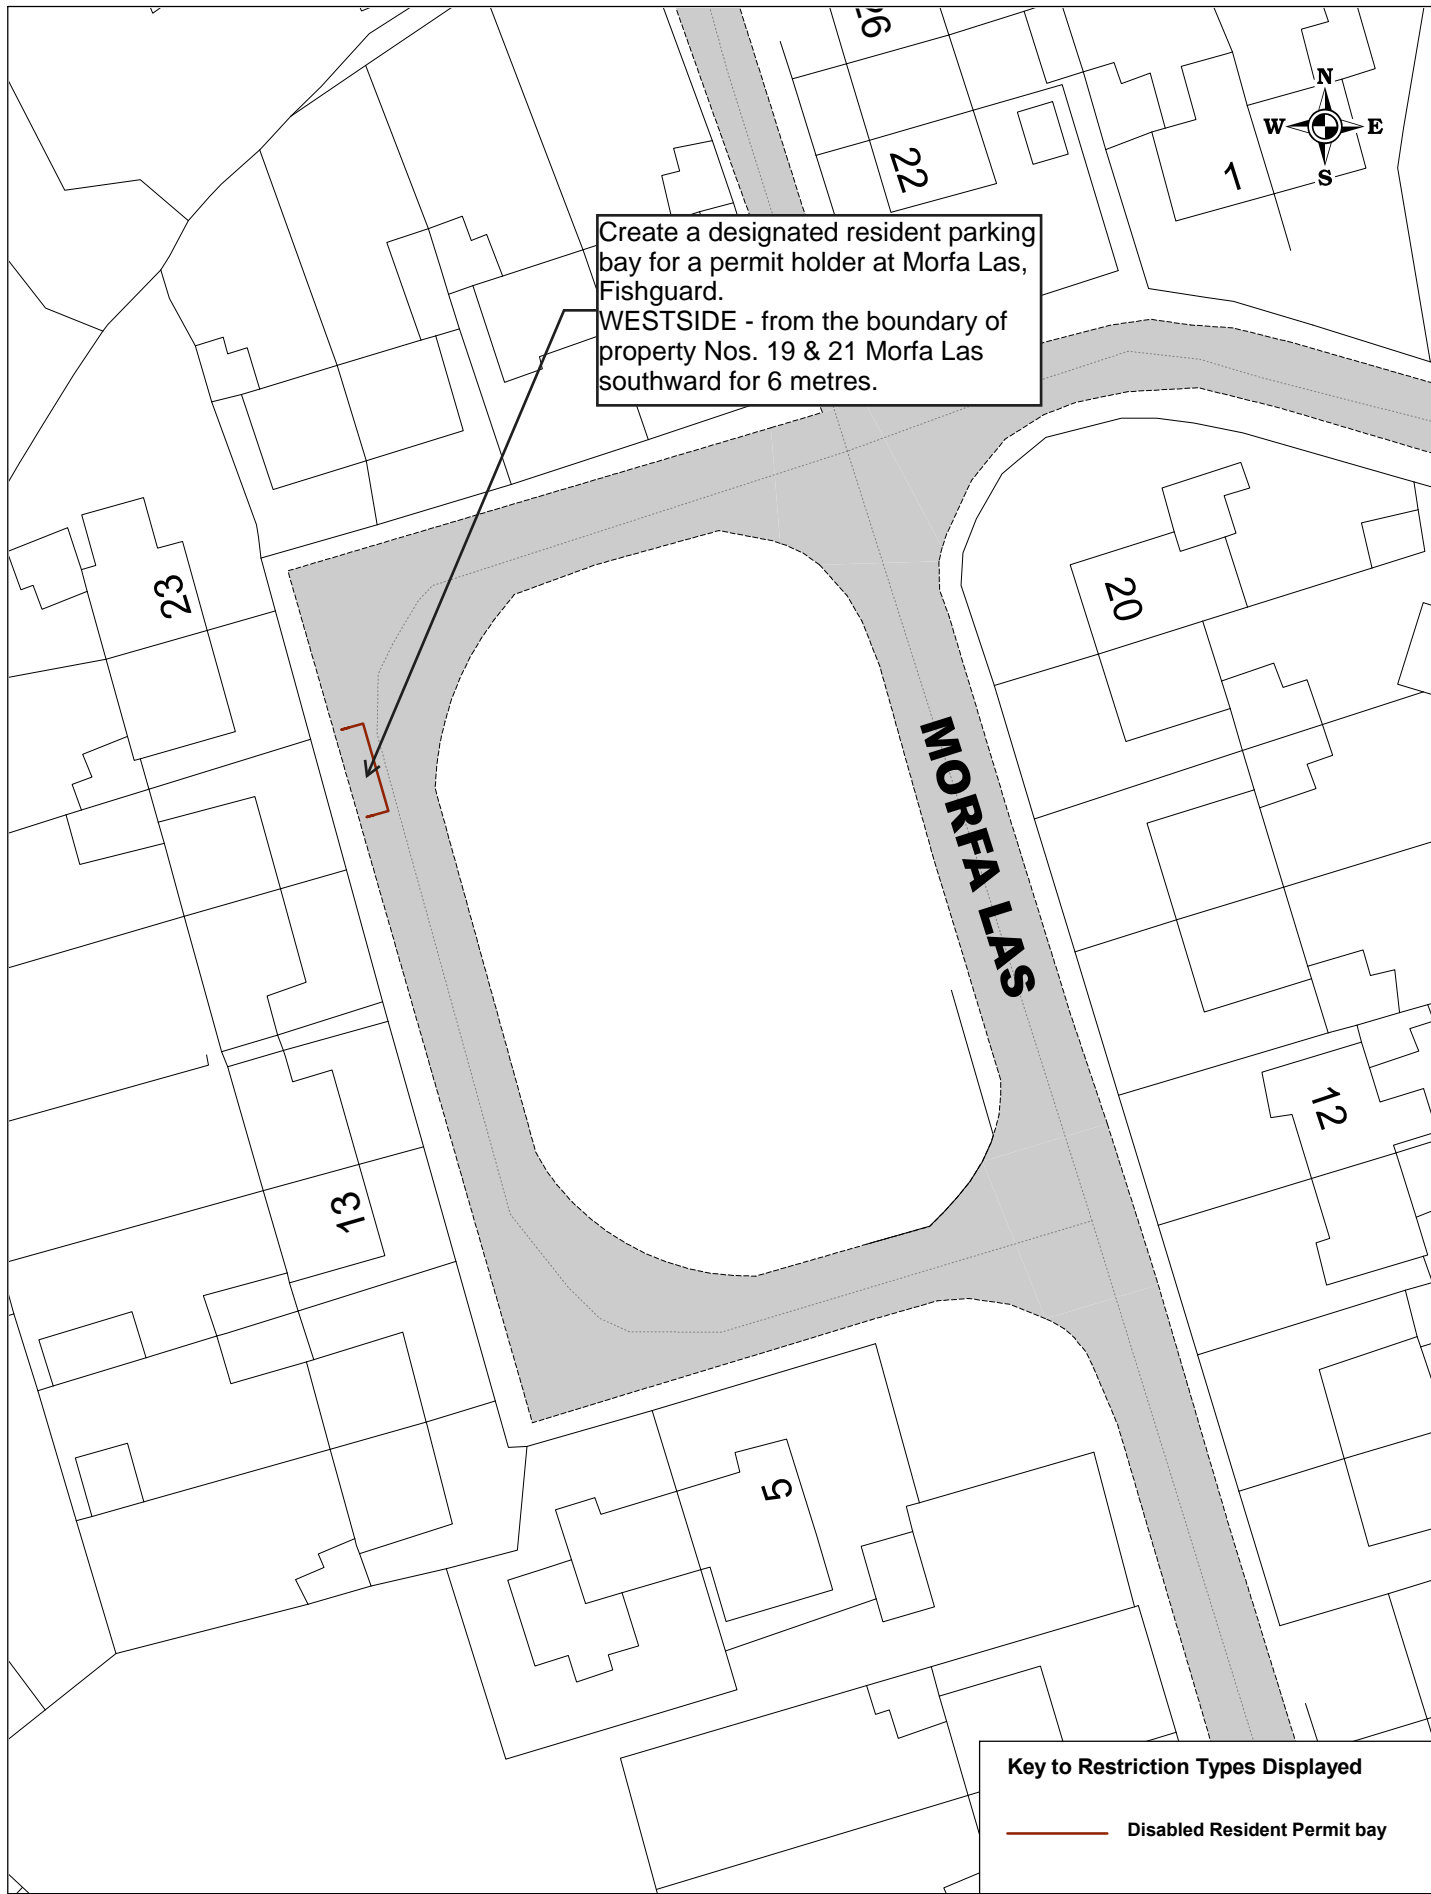 26
N
W E
S
22
1
Create a designated resident parking
bay for a permit holder at Morfa Las,
Fishguard.
WESTSIDE - from the boundary of
property Nos. 19 & 21 Morfa Las
southward for 6 metres.
23
20
MORFA LAS
12
13
5
Key to Restriction Types Displayed
Disabled Resident Permit bay